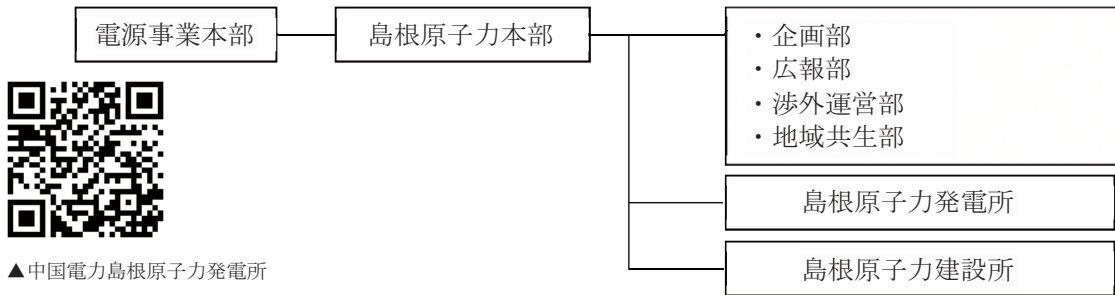 電源事業本部
島根原子力本部
・企画部
・広報部
・渉外運営部
・地域共生部
島根原子力発電所
島根原子力建設所
▲中国電力島根原子力発電所